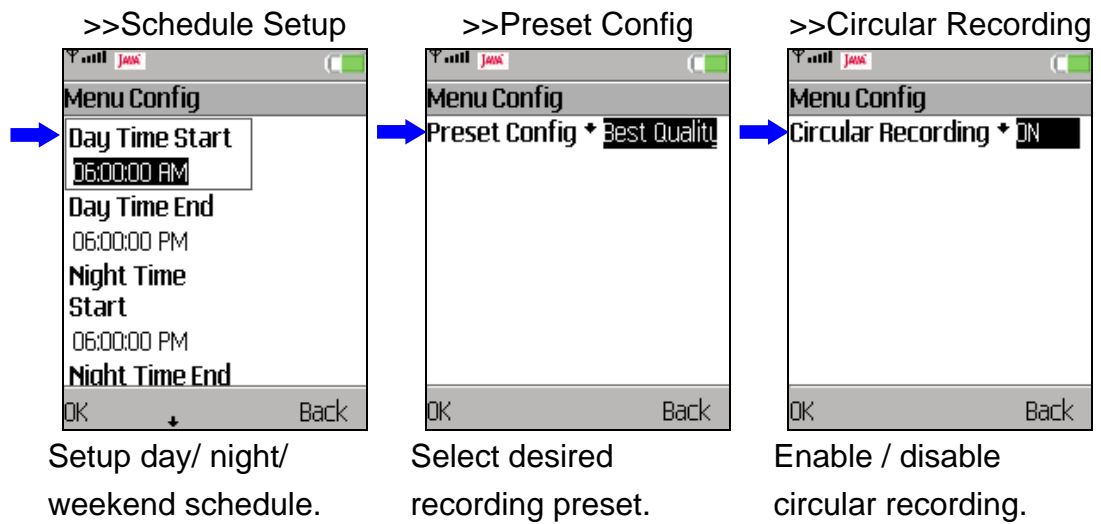 >>Schedule Setup
JAVA
Menu Config
Day Time Start
06:00:00 AM
Day Time End
06:00:00 PM
Night Time
Start
06:00:00 PM
Night Time End
OK Back
Setup day/ night/
weekend schedule.
>>Preset Config
JAVA
Menu Config
Preset Config Best Quality
OK Back
Select desired
recording preset.
>>Circular Recording
JAVA
Menu Config
Circular Recording ON
OK Back
Enable / disable
circular recording.